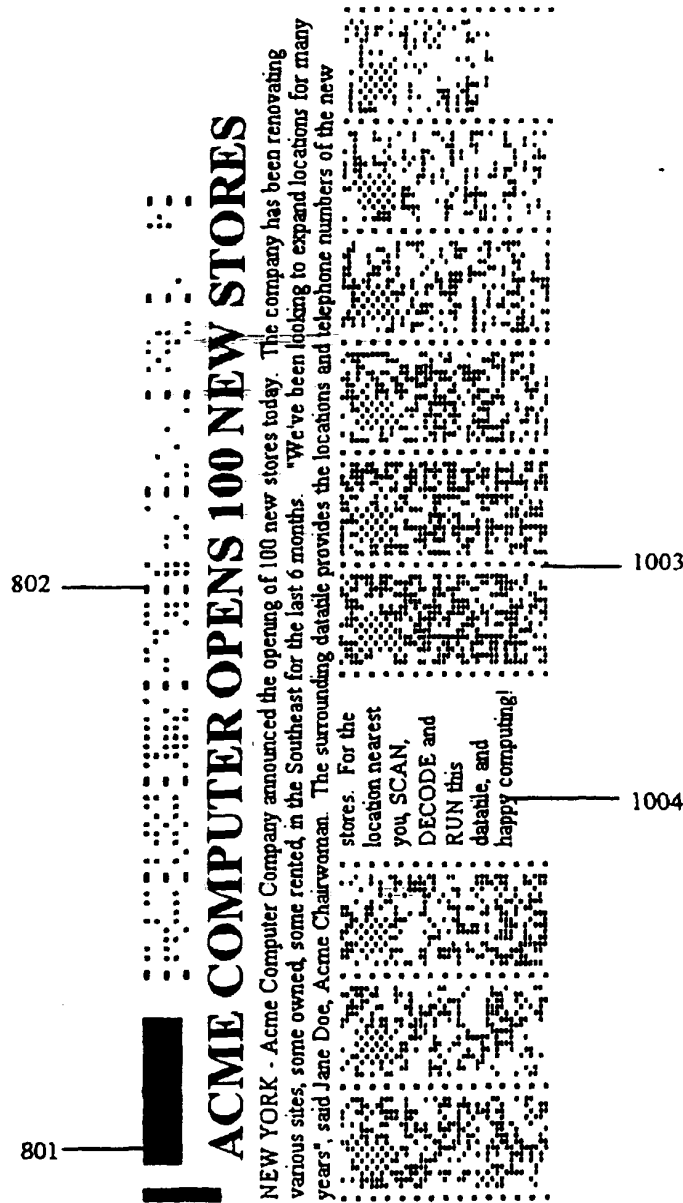 ACME COMPUTER OPENS 100 NEW STORES
NEW YORK - Acme Computer Company announced the opening of 100 new stores today. The company has been renovating
various sites, some owned, some rented, in the Southeast for the last 6 months. "We've been looking to expand locations for many
years", said Jane Doe, Acme Chairwoman. The surrounding datatile provides the locations and telephone numbers of the new
stores. For the
location nearest
you, SCAN,
DECODE and
RUN this
datatile, and
happy computing!
801
802
1003
1004